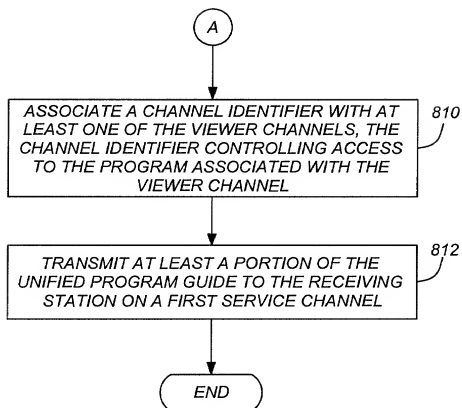 A
ASSOCIATE A CHANNEL IDENTIFIER WITH AT
LEAST ONE OF THE VIEWER CHANNELS, THE
CHANNEL IDENTIFIER CONTROLLING ACCESS
TO THE PROGRAM ASSOCIATED WITH THE
VIEWER CHANNEL
810
TRANSMIT AT LEAST A PORTION OF THE
UNIFIED PROGRAM GUIDE TO THE RECEIVING
STATION ON A FIRST SERVICE CHANNEL
812
END